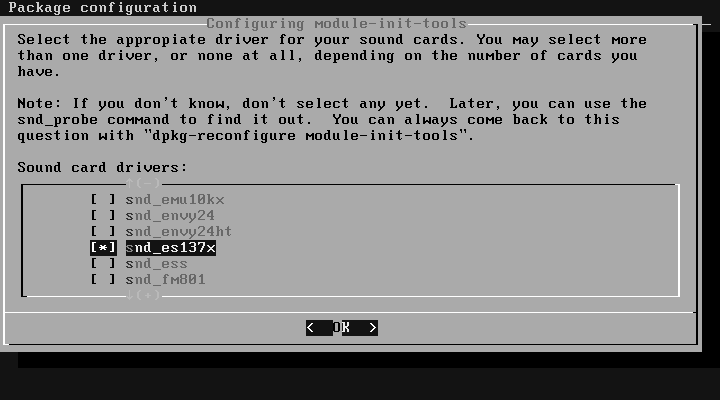 Package configuration
Configuring module-init-tools
Select the appropiate driver for your sound cards. You may select more
than one driver, or none at all, depending on the number of cards you
have.
Note: If you don't know, don't select any yet.  Later, you can use the
snd_probe command to find it out.  You can always come back to this
question with "dpkg-reconfigure module-init-tools".
Sound card drivers:
↑(-)
[ ] snd_emu10kx
[ ] snd_envy24
[ ] snd_envy24ht
[*] snd_es137x
[ ] snd_ess
[ ] snd_fm801
↓(+)
<  OK  >